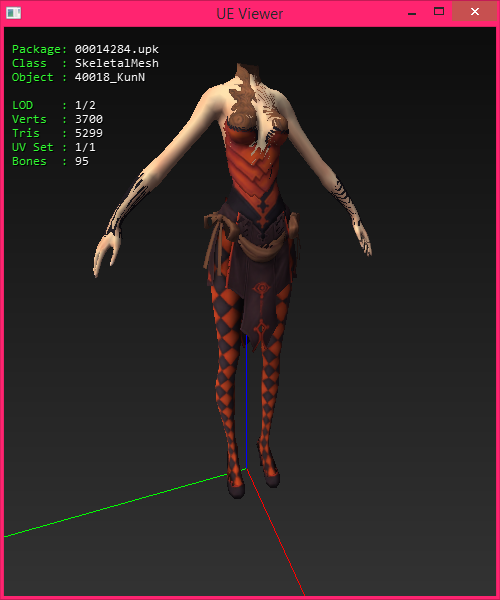 UE Viewer
Package: 00014284.upk
Class  : SkeletalMesh
Object : 40018_KunN
LOD    : 1/2
Verts  : 3700
Tris   : 5299
UV Set : 1/1
Bones  : 95